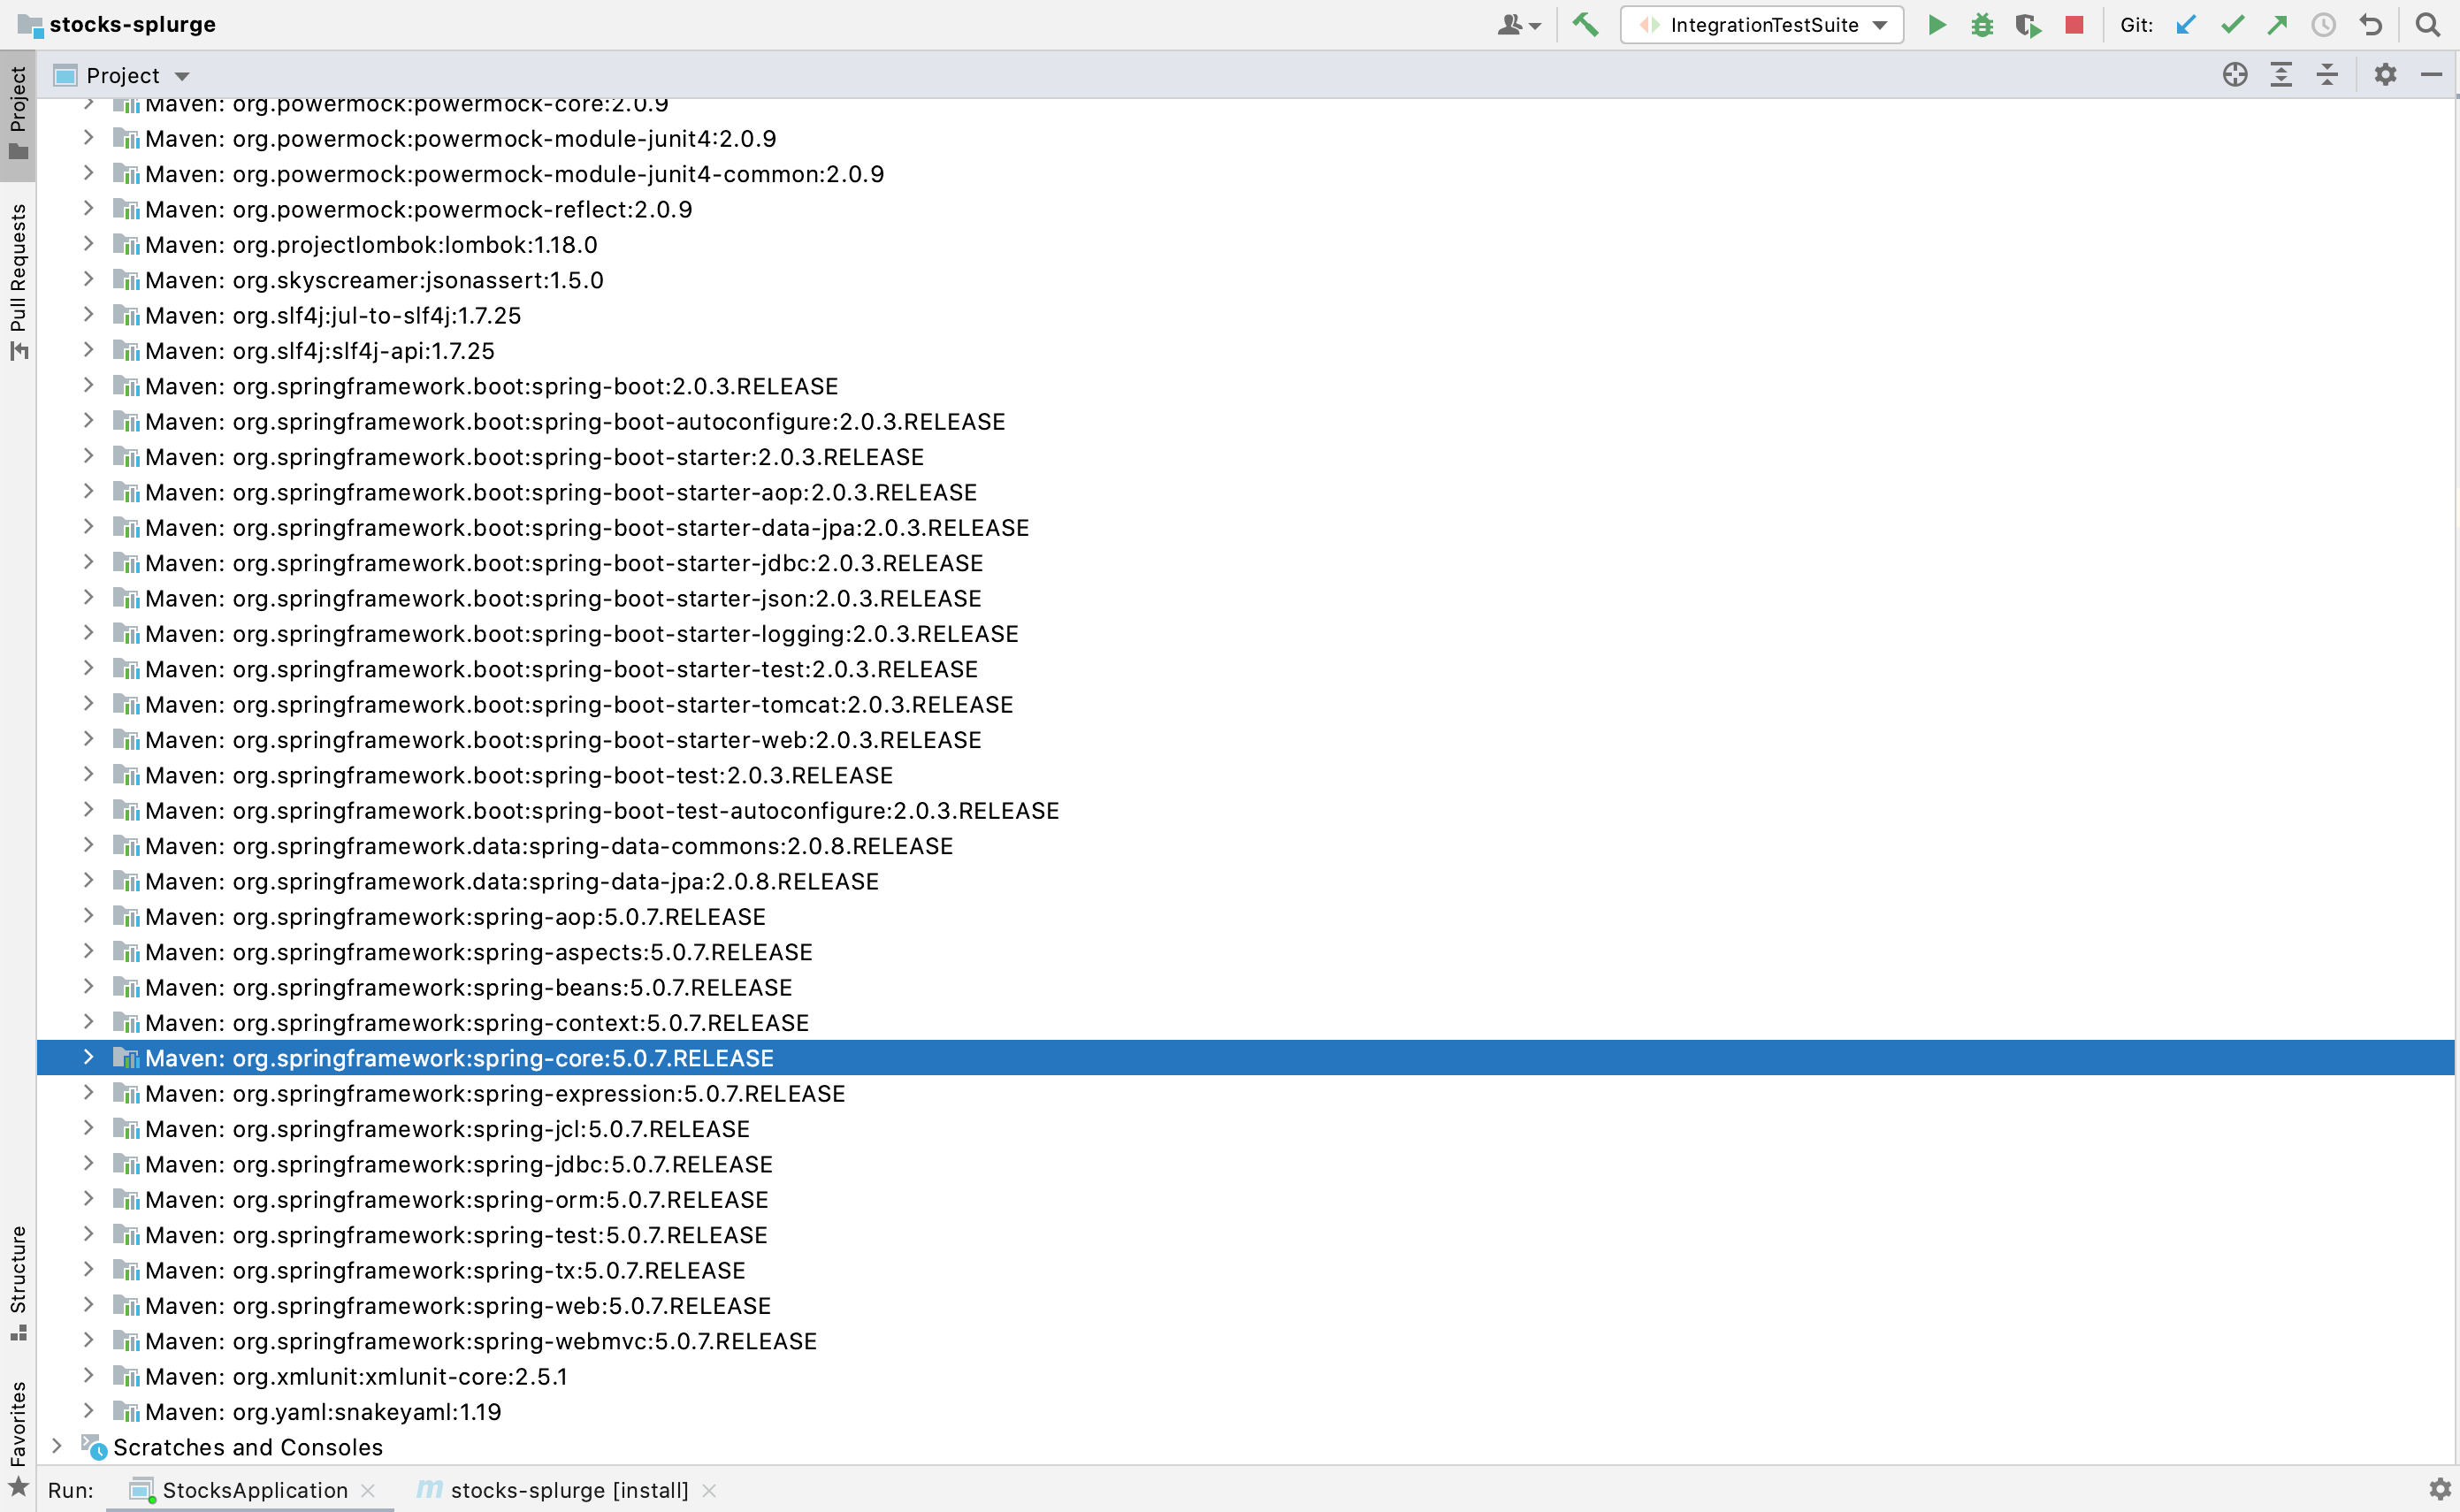 stocks-splurge
IntegrationTestSuite
Git:
Project
Project
Pull Requests
Structure
Favorites
Maven: org.powermock:powermock-core:2.0.9
Maven: org.powermock:powermock-module-junit4:2.0.9
Maven: org.powermock:powermock-module-junit4-common:2.0.9
Maven: org.powermock:powermock-reflect:2.0.9
Maven: org.projectlombok:lombok:1.18.0
Maven: org.skyscreamer:jsonassert:1.5.0
Maven: org.slf4j:jul-to-slf4j:1.7.25
Maven: org.slf4j:slf4j-api:1.7.25
Maven: org.springframework.boot:spring-boot:2.0.3.RELEASE
Maven: org.springframework.boot:spring-boot-autoconfigure:2.0.3.RELEASE
Maven: org.springframework.boot:spring-boot-starter:2.0.3.RELEASE
Maven: org.springframework.boot:spring-boot-starter-aop:2.0.3.RELEASE
Maven: org.springframework.boot:spring-boot-starter-data-jpa:2.0.3.RELEASE
Maven: org.springframework.boot:spring-boot-starter-jdbc:2.0.3.RELEASE
Maven: org.springframework.boot:spring-boot-starter-json:2.0.3.RELEASE
Maven: org.springframework.boot:spring-boot-starter-logging:2.0.3.RELEASE
Maven: org.springframework.boot:spring-boot-starter-test:2.0.3.RELEASE
Maven: org.springframework.boot:spring-boot-starter-tomcat:2.0.3.RELEASE
Maven: org.springframework.boot:spring-boot-starter-web:2.0.3.RELEASE
Maven: org.springframework.boot:spring-boot-test:2.0.3.RELEASE
Maven: org.springframework.boot:spring-boot-test-autoconfigure:2.0.3.RELEASE
Maven: org.springframework.data:spring-data-commons:2.0.8.RELEASE
Maven: org.springframework.data:spring-data-jpa:2.0.8.RELEASE
Maven: org.springframework:spring-aop:5.0.7.RELEASE
Maven: org.springframework:spring-aspects:5.0.7.RELEASE
Maven: org.springframework:spring-beans:5.0.7.RELEASE
Maven: org.springframework:spring-context:5.0.7.RELEASE
Maven: org.springframework:spring-core:5.0.7.RELEASE
Maven: org.springframework:spring-expression:5.0.7.RELEASE
Maven: org.springframework:spring-jcl:5.0.7.RELEASE
Maven: org.springframework:spring-jdbc:5.0.7.RELEASE
Maven: org.springframework:spring-orm:5.0.7.RELEASE
Maven: org.springframework:spring-test:5.0.7.RELEASE
Maven: org.springframework:spring-tx:5.0.7.RELEASE
Maven: org.springframework:spring-web:5.0.7.RELEASE
Maven: org.springframework:spring-webmvc:5.0.7.RELEASE
Maven: org.xmlunit:xmlunit-core:2.5.1
Maven: org.yaml:snakeyaml:1.19
Scratches and Consoles
Run:
StocksApplication
stocks-splurge [install]